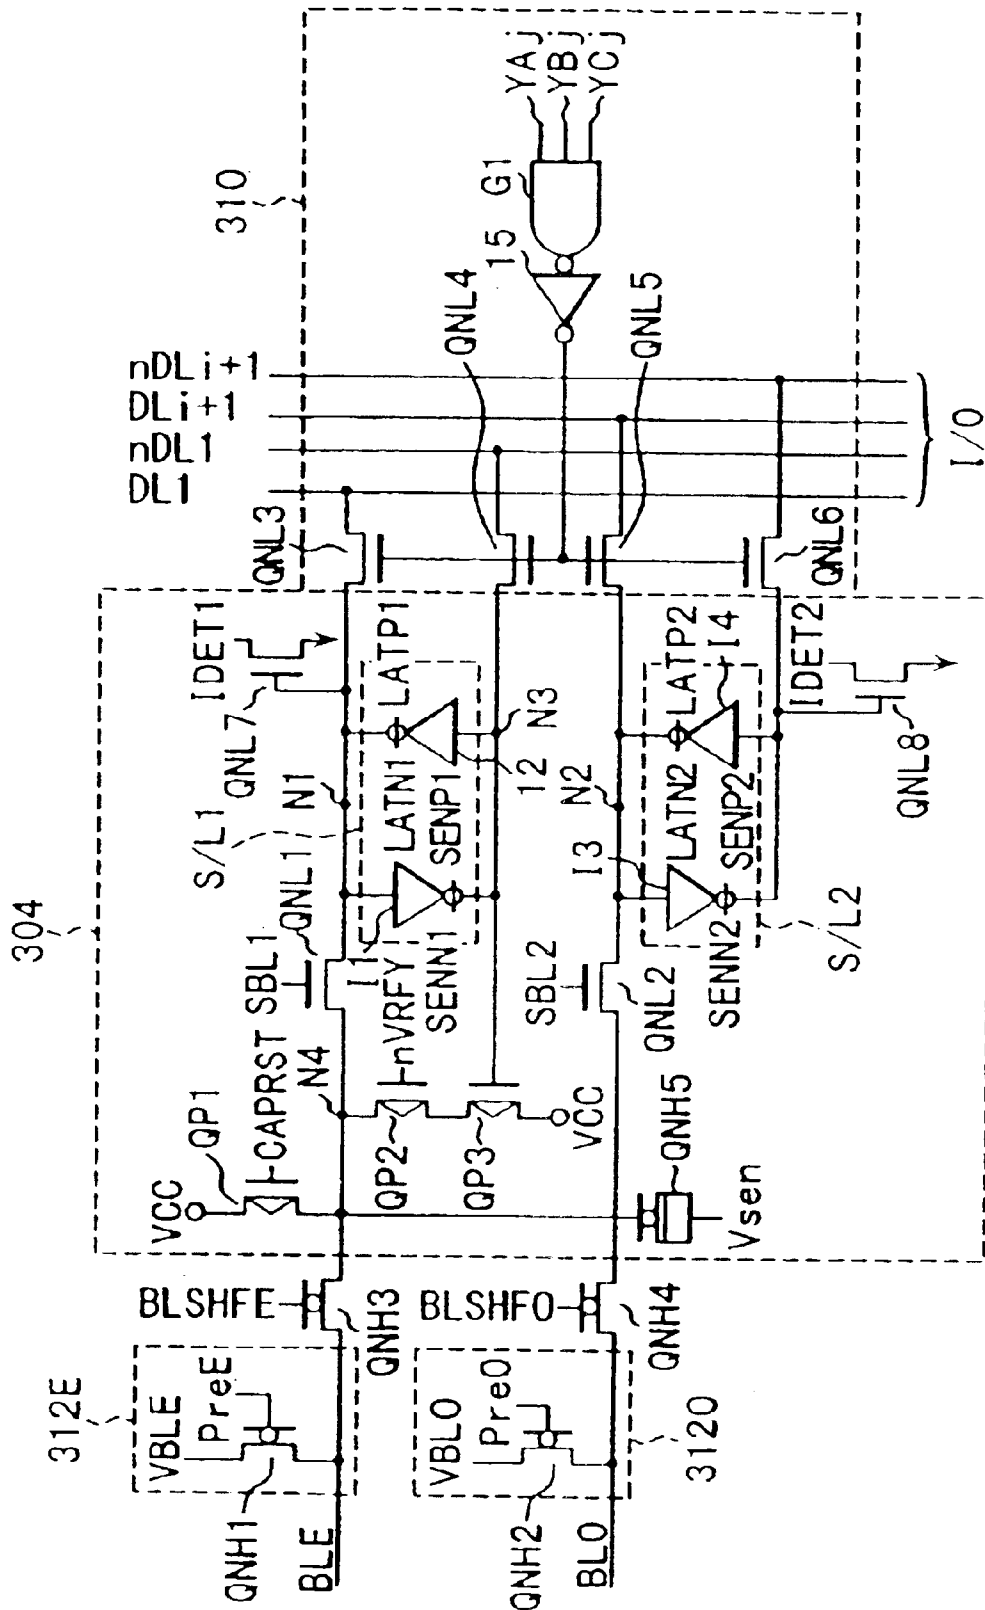 304
310
312E
VBLE
PreE
QNH1
BLE
BLSHFE
QNH3
VCC
QP1
CAPRST
N4
nVRFY
QP2
QP3
VCC
SBL1
QNL1
S/L1
N1
QNL7
IDET1
I1
SENN1
LATN1
SENP1
LATP1
12
N3
QNL3
DL1
nDL1
DLi+1
nDLi+1
QNL4
15
G1
YAj
YBj
YCj
QNL5
QNL6
I/O
3120
VBLO
PreO
QNH2
BLO
BLSHFO
QNH4
QNH5
Vsen
SBL2
QNL2
N2
I3
SENN2
LATN2
SENP2
LATP2
I4
S/L2
IDET2
QNL8